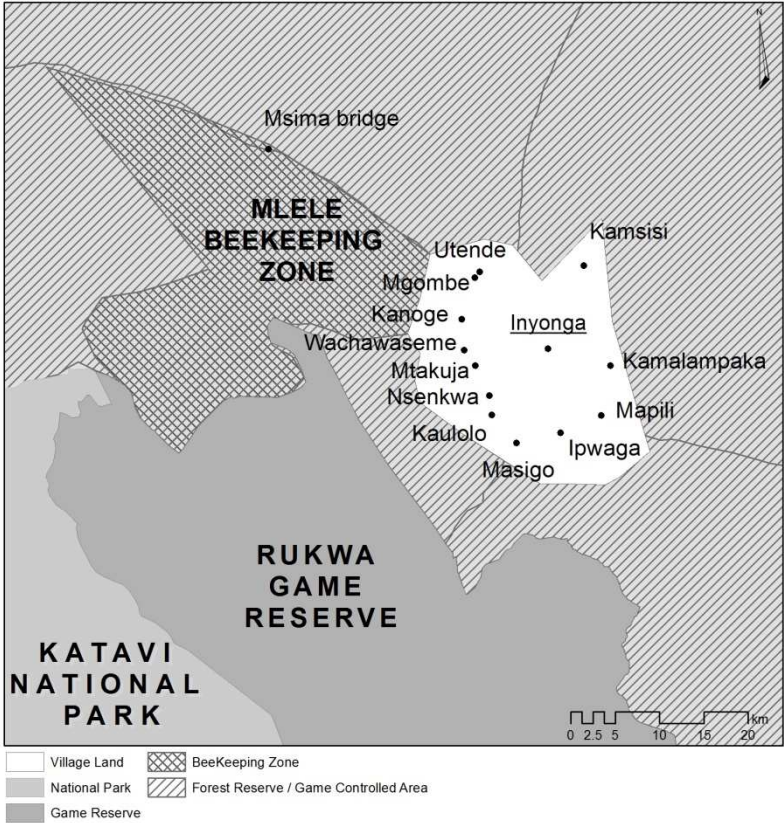 N
Msima bridge
MLELE
BEEKEEPING
ZONE
Kamsisi
Utende
Mgombe
Kanoge
Inyonga
Wachawaseme
Mtakuja
Kamalampaka
Nsenkwa
Mapili
Kaulolo
Ipwaga
Masigo
RUKWA
GAME
RESERVE
KATAVI
NATIONAL
PARK
km
0 2.5 5 10 15 20
Village Land
BeeKeeping Zone
National Park
Forest Reserve / Game Controlled Area
Game Reserve